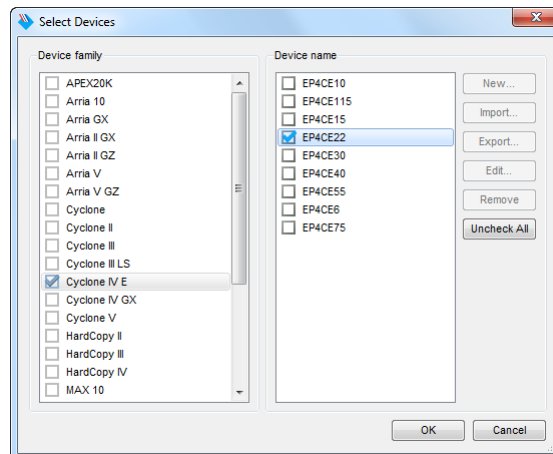 Select Devices
Device family
APEX20K
Arria 10
Arria GX
Arria II GX
Arria II GZ
Arria V
Arria V GZ
Cyclone
Cyclone II
Cyclone III
Cyclone III LS
Cyclone IV E
Cyclone IV GX
Cyclone V
HardCopy II
HardCopy III
HardCopy IV
MAX 10
Device name
EP4CE10
EP4CE115
EP4CE15
EP4CE22
EP4CE30
EP4CE40
EP4CE55
EP4CE6
EP4CE75
New...
Import...
Export...
Edit...
Remove
Uncheck All
OK
Cancel